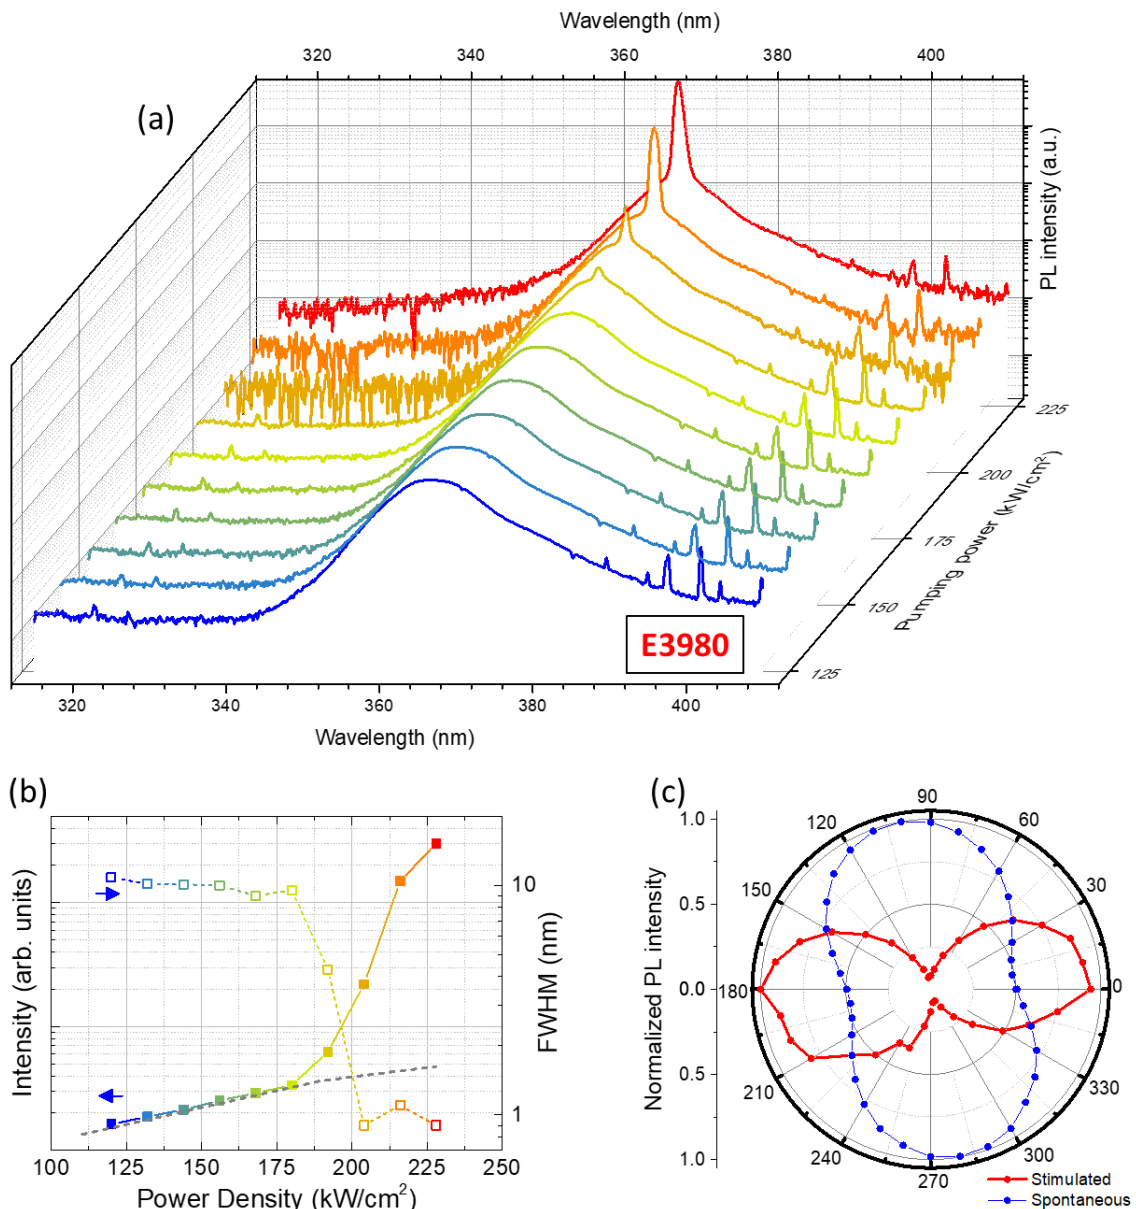 Wavelength (nm)
320 340 360 380 400
(a)
PL intensity (a.u.)
225
200
175
150
125
Pumping power (kW/cm²)
E3980
320 340 360 380 400
Wavelength (nm)
(b)
Intensity (arb. units)
10
1
FWHM (nm)
100 125 150 175 200 225 250
Power Density (kW/cm²)
(c)
Normalized PL intensity
1.0
0.5
0.0
0.5
1.0
90
60
30
0
330
300
270
240
210
180
150
120
Stimulated
Spontaneous